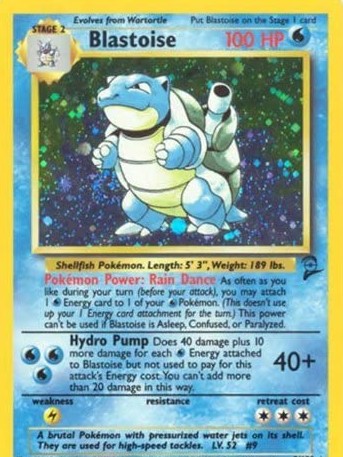 Evolves from Wartortle Put Blastoise on the Stage 1 card
STAGE 2
Blastoise 100 HP
Shellfish Pokémon. Length: 5' 3", Weight: 189 lbs.
Pokémon Power: Rain Dance As often as you
like during your turn (before your attack), you may attach
1 Energy card to 1 of your Pokémon. (This doesn't use
up your 1 Energy card attachment for the turn.) This power
can't be used if Blastoise is Asleep, Confused, or Paralyzed.
Hydro Pump Does 40 damage plus 10
more damage for each Energy attached
to Blastoise but not used to pay for this
attack's Energy cost. You can't add more
than 20 damage in this way.
40+
weakness resistance retreat cost
A brutal Pokémon with pressurized water jets on its shell.
They are used for high-speed tackles. LV. 52 #9